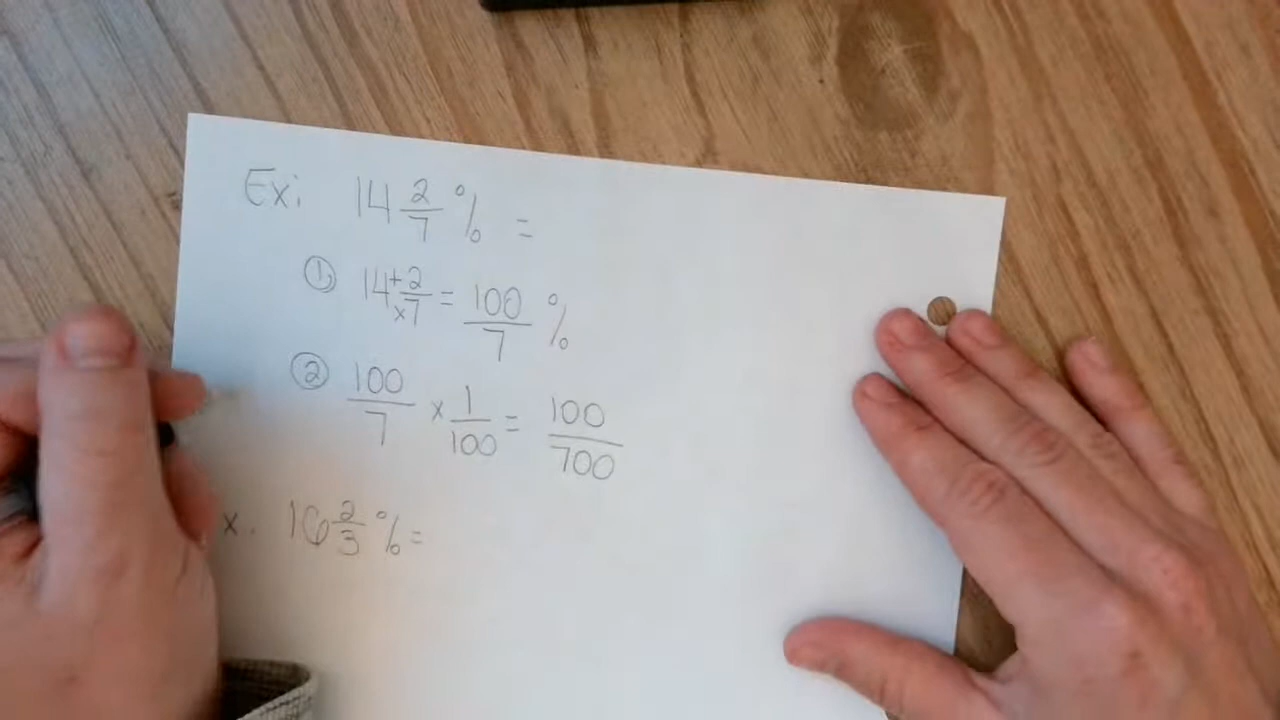 Ex: 14 2/7 % =
① 14 + 2 / × 7 = 100/7 %
② 100/7 × 1/100 = 100/700
x. 16 2/3 % =